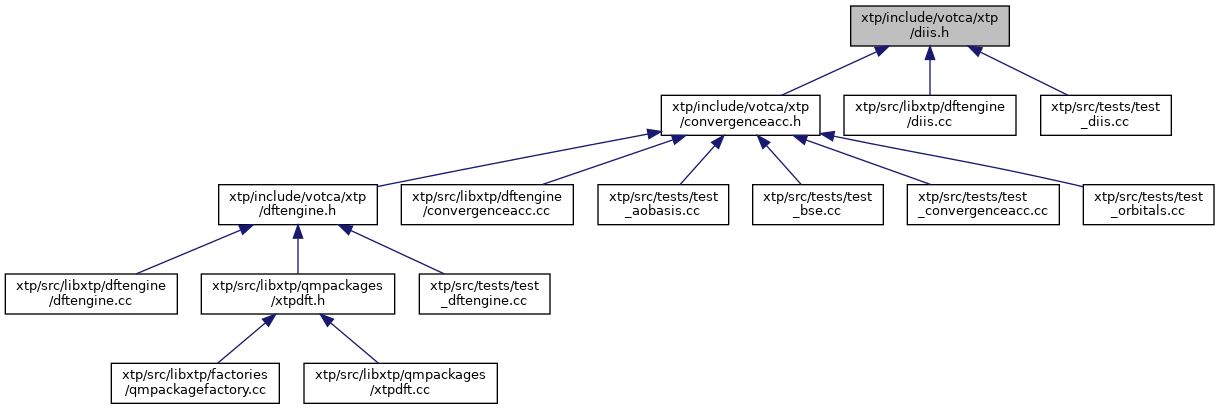 xtp/include/votca/xtp
/diis.h
xtp/include/votca/xtp
/convergenceacc.h
xtp/src/libxtp/dftengine
/diis.cc
xtp/src/tests/test
_diis.cc
xtp/include/votca/xtp
/dftengine.h
xtp/src/libxtp/dftengine
/convergenceacc.cc
xtp/src/tests/test
_aobasis.cc
xtp/src/tests/test
_bse.cc
xtp/src/tests/test
_convergenceacc.cc
xtp/src/tests/test
_orbitals.cc
xtp/src/libxtp/dftengine
/dftengine.cc
xtp/src/libxtp/qmpackages
/xtpdft.h
xtp/src/tests/test
_dftengine.cc
xtp/src/libxtp/factories
/qmpackagefactory.cc
xtp/src/libxtp/qmpackages
/xtpdft.cc